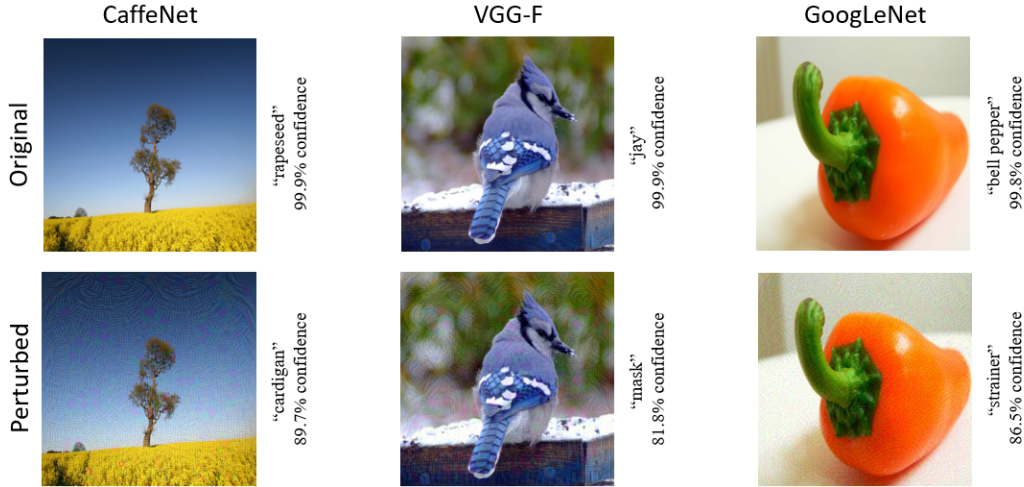 CaffeNet
VGG-F
GoogLeNet
Original
“rapeseed”
99.9% confidence
“jay”
99.9% confidence
“bell pepper”
99.8% confidence
Perturbed
“cardigan”
89.7% confidence
“mask”
81.8% confidence
“strainer”
86.5% confidence